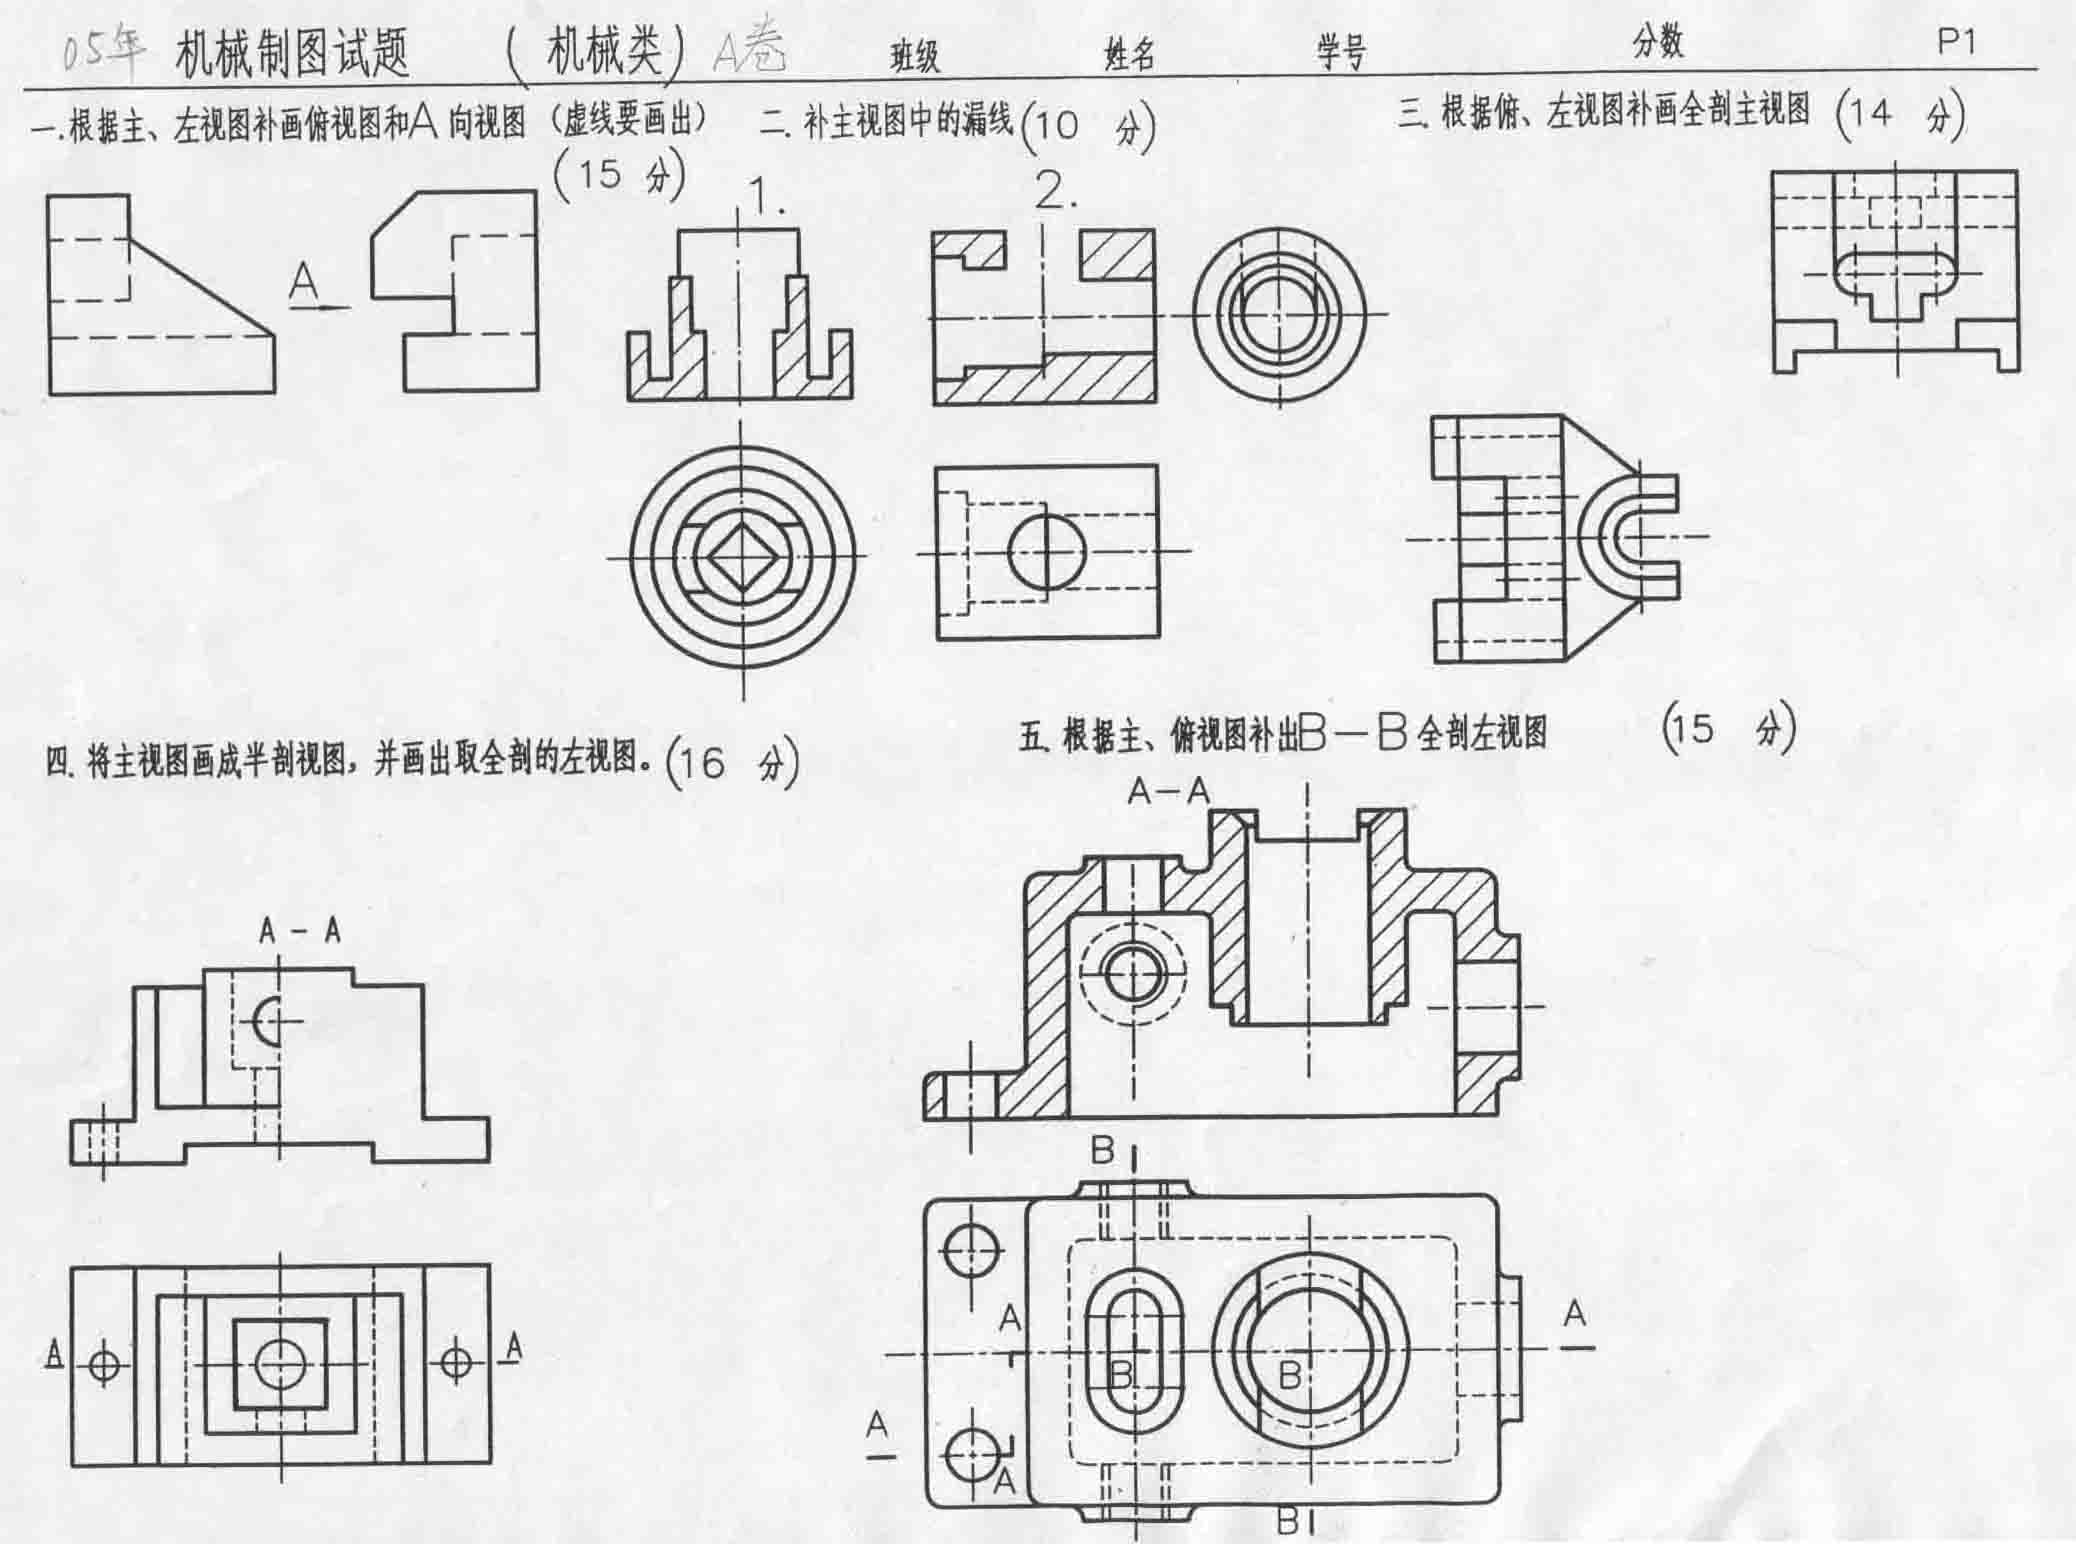 05年 机械制图试题 (机械类) A卷 班级 姓名 学号 分数 P1
一.根据主、左视图补画俯视图和A向视图 (虚线要画出) (15 分)
二. 补主视图中的漏线(10 分)
三. 根据俯、左视图补画全剖主视图 (14 分)
1.
2.
A
四. 将主视图画成半剖视图,并画出取全剖的左视图。(16 分)
五. 根据主、俯视图补出B—B全剖左视图 (15 分)
A-A
A - A
B
A
A
B
B
A
A
A
A
B